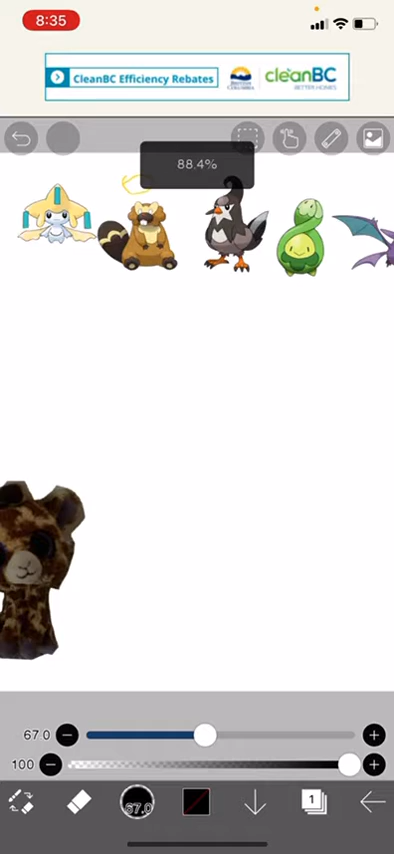 8:35
CleanBC Efficiency Rebates
BRITISH COLUMBIA
cleanBC
BETTER HOMES
88.4%
67.0
100
67.0
1